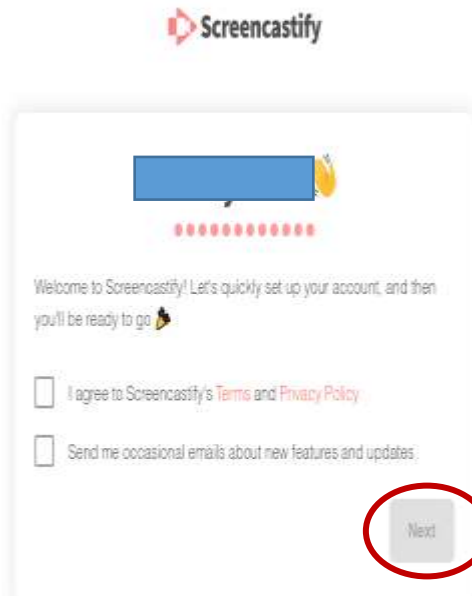 Screencastify
Welcome to Screencastify! Let's quickly set up your account, and then
you'll be ready to go
I agree to Screencastify's Terms and Privacy Policy.
Send me occasional emails about new features and updates.
Next